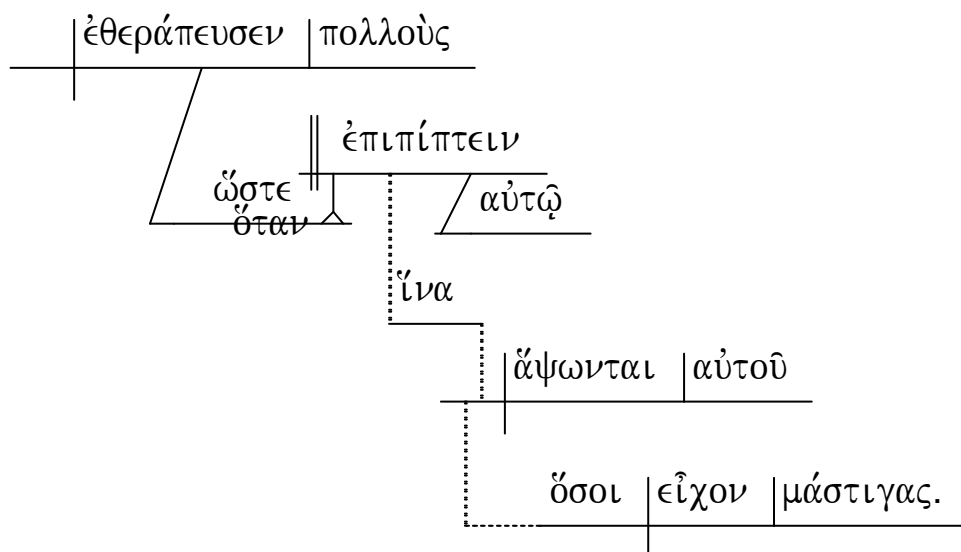 ἐθεράπευσεν πολλοὺς
ἐπιπίπτειν
ὥστε
ὅταν
αὐτῷ
ἵνα
ἅψωνται αὐτοῦ
ὅσοι εἶχον μάστιγας.